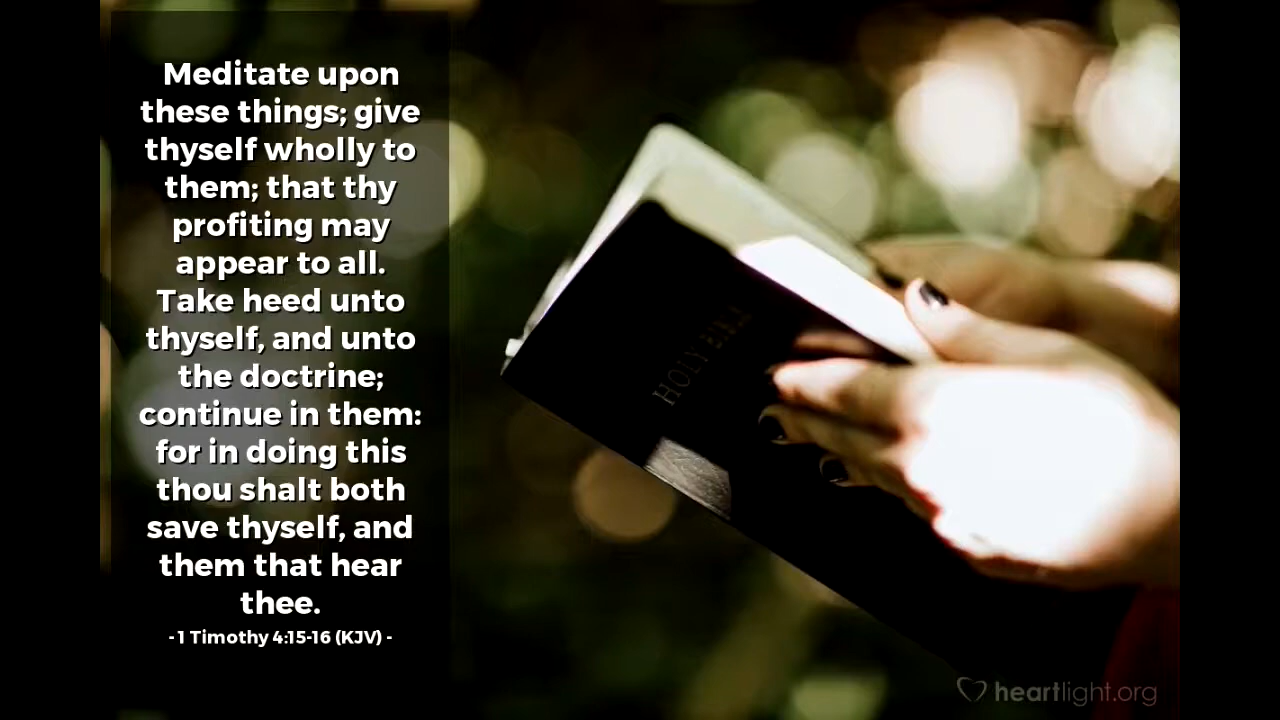 Meditate upon
these things; give
thyself wholly to
them; that thy
profiting may
appear to all.
Take heed unto
thyself, and unto
the doctrine;
continue in them:
for in doing this
thou shalt both
save thyself, and
them that hear
thee.
- 1 Timothy 4:15-16 (KJV) -
HOLY BIBLE
heartlight.org